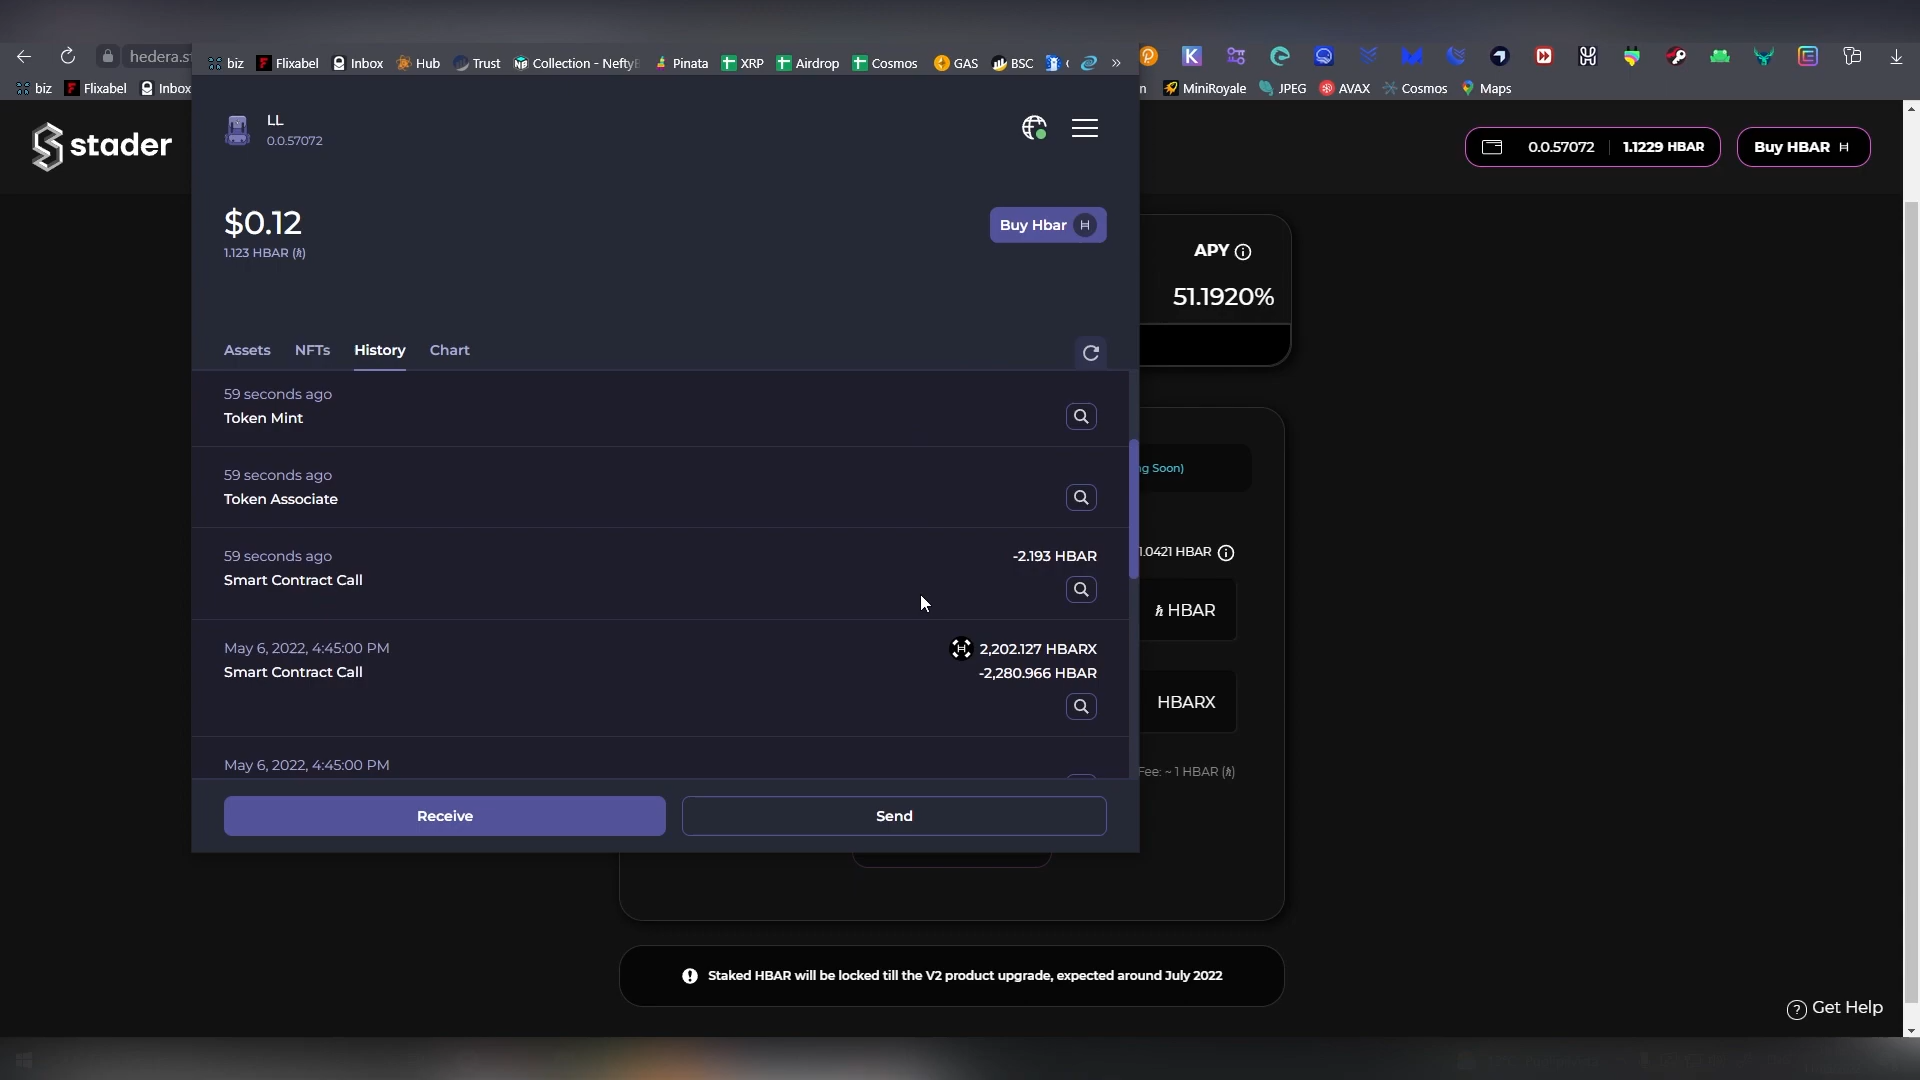 hedera.s
biz Flixabel Inbox Hub Trust Collection - Nefty Pinata XRP Airdrop Cosmos GAS BSC »
biz Flixabel Inbox
MiniRoyale JPEG AVAX Cosmos Maps
stader
LL
0.0.57072
0.0.57072 1.1229 HBAR
Buy HBAR
$0.12
1.123 HBAR (ℏ)
Buy Hbar
APY
51.1920%
Assets NFTs History Chart
59 seconds ago
Token Mint
59 seconds ago
Token Associate
ng Soon)
59 seconds ago
-2.193 HBAR
Smart Contract Call
1.0421 HBAR
ℏ HBAR
May 6, 2022, 4:45:00 PM
2,202.127 HBARX
Smart Contract Call
-2,280.966 HBAR
HBARX
May 6, 2022, 4:45:00 PM
Fee: ~ 1 HBAR (ℏ)
Receive
Send
Staked HBAR will be locked till the V2 product upgrade, expected around July 2022
Get Help